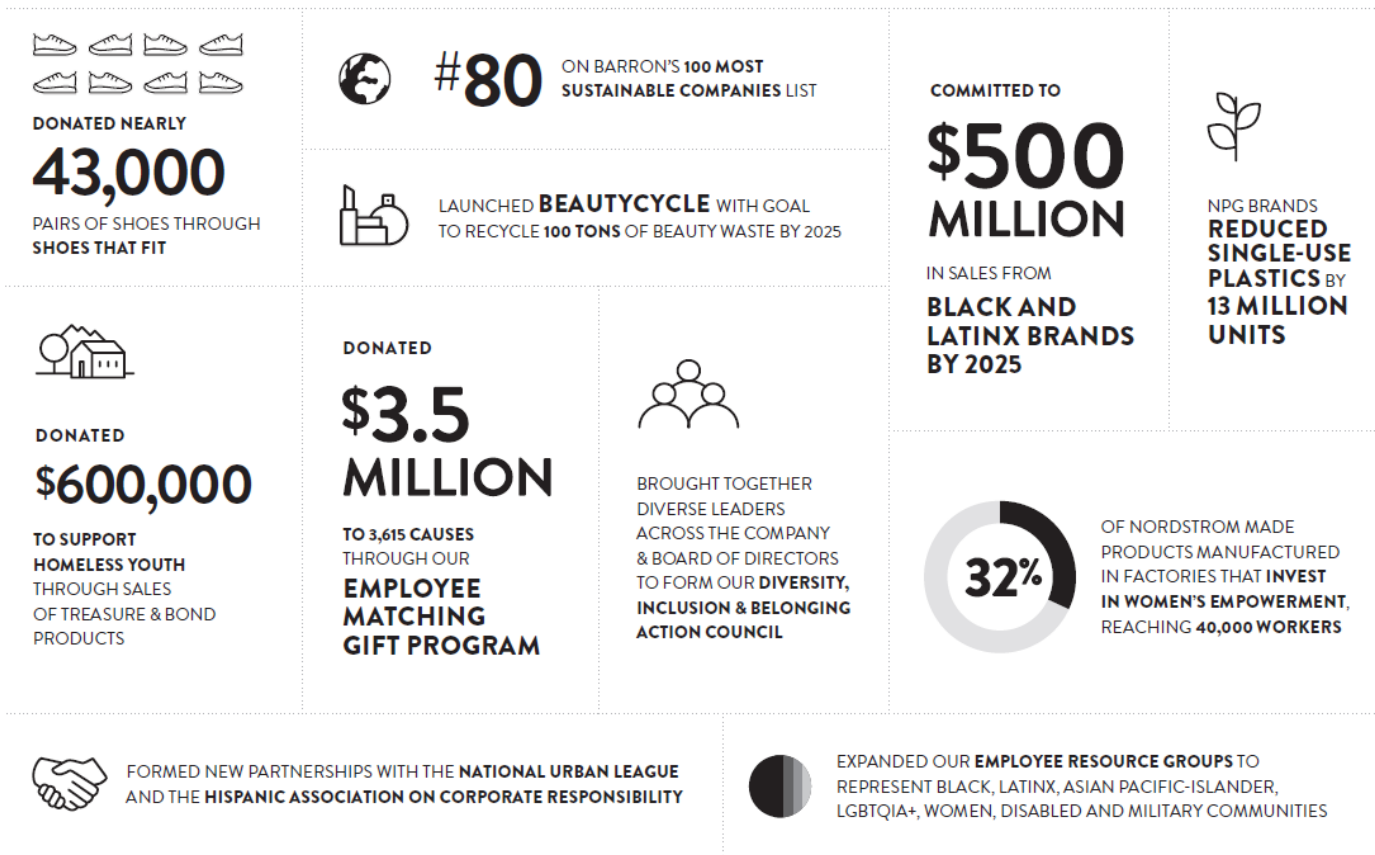 DONATED NEARLY
43,000
PAIRS OF SHOES THROUGH
SHOES THAT FIT
#80
ON BARRON'S 100 MOST
SUSTAINABLE COMPANIES LIST
LAUNCHED BEAUTYCYCLE WITH GOAL
TO RECYCLE 100 TONS OF BEAUTY WASTE BY 2025
COMMITTED TO
$500
MILLION
IN SALES FROM
BLACK AND
LATINX BRANDS
BY 2025
NPG BRANDS
REDUCED
SINGLE-USE
PLASTICS BY
13 MILLION
UNITS
DONATED
$600,000
TO SUPPORT
HOMELESS YOUTH
THROUGH SALES
OF TREASURE & BOND
PRODUCTS
DONATED
$3.5
MILLION
TO 3,615 CAUSES
THROUGH OUR
EMPLOYEE
MATCHING
GIFT PROGRAM
BROUGHT TOGETHER
DIVERSE LEADERS
ACROSS THE COMPANY
& BOARD OF DIRECTORS
TO FORM OUR DIVERSITY,
INCLUSION & BELONGING
ACTION COUNCIL
32%
OF NORDSTROM MADE
PRODUCTS MANUFACTURED
IN FACTORIES THAT INVEST
IN WOMEN'S EMPOWERMENT,
REACHING 40,000 WORKERS
FORMED NEW PARTNERSHIPS WITH THE NATIONAL URBAN LEAGUE
AND THE HISPANIC ASSOCIATION ON CORPORATE RESPONSIBILITY
EXPANDED OUR EMPLOYEE RESOURCE GROUPS TO
REPRESENT BLACK, LATINX, ASIAN PACIFIC-ISLANDER,
LGBTQIA+, WOMEN, DISABLED AND MILITARY COMMUNITIES